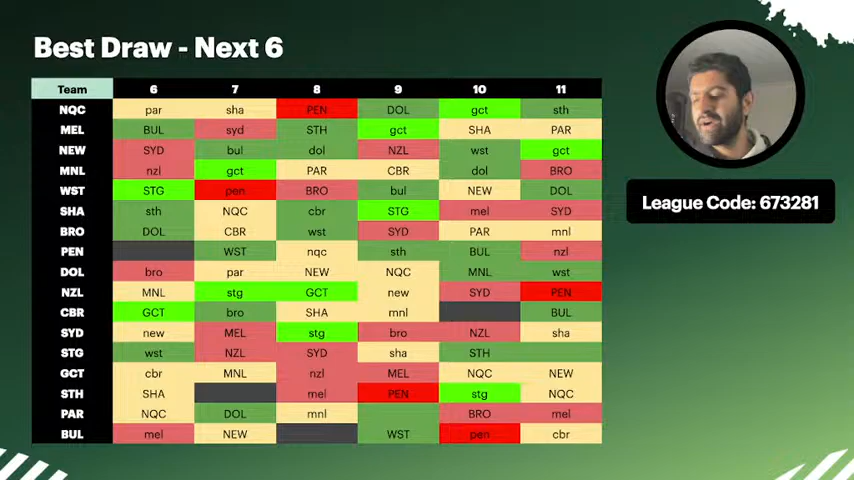 Best Draw - Next 6
Team 6 7 8 9 10 11
NQC par sha PEN DOL gct sth
MEL BUL syd STH gct SHA PAR
NEW SYD bul dol NZL wst gct
MNL nzl gct PAR CBR dol BRO
WST STG pen BRO bul NEW DOL
SHA sth NQC cbr STG mel SYD
BRO DOL CBR wst SYD PAR mnl
PEN WST nqc sth BUL nzl
DOL bro par NEW NQC MNL wst
NZL MNL stg GCT new SYD PEN
CBR GCT bro SHA mnl BUL
SYD new MEL stg bro NZL sha
STG wst NZL SYD sha STH
GCT cbr MNL nzl MEL NQC NEW
STH SHA mel PEN stg NQC
PAR NQC DOL mnl BRO mel
BUL mel NEW WST pen cbr
League Code: 673281